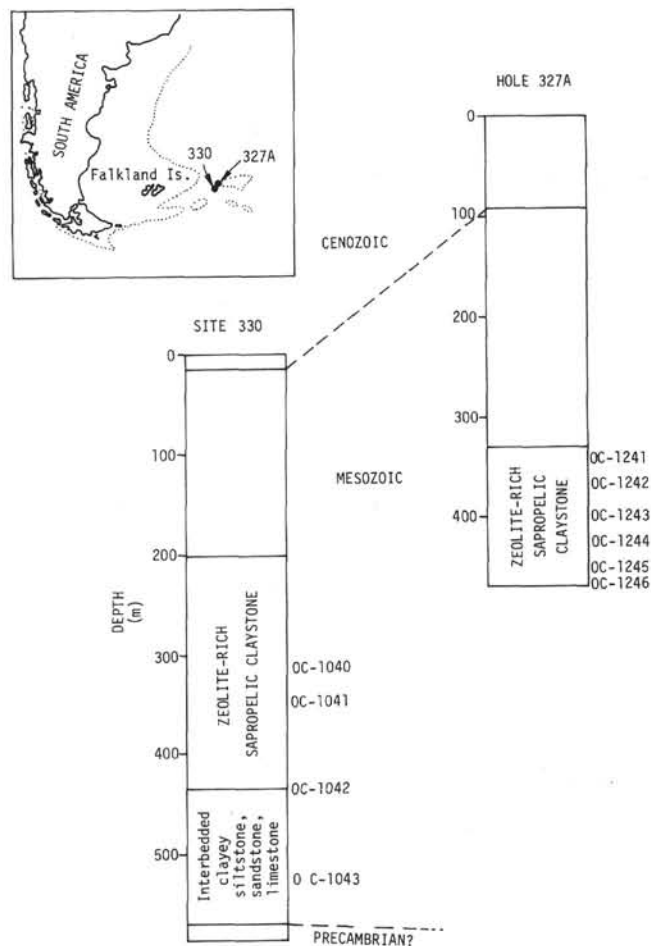 SOUTH AMERICA
330
327A
Falkland Is.
CENOZOIC
HOLE 327A
0
100
200
300
400
ZEOLITE-RICH
SAPROPELIC
CLAYSTONE
OC-1241
OC-1242
OC-1243
OC-1244
OC-1245
OC-1246
SITE 330
MESOZOIC
DEPTH
(m)
0
100
200
300
400
500
ZEOLITE-RICH
SAPROPELIC CLAYSTONE
OC-1040
OC-1041
OC-1042
Interbedded
clayey
siltstone,
sandstone,
limestone
O C-1043
PRECAMBRIAN?